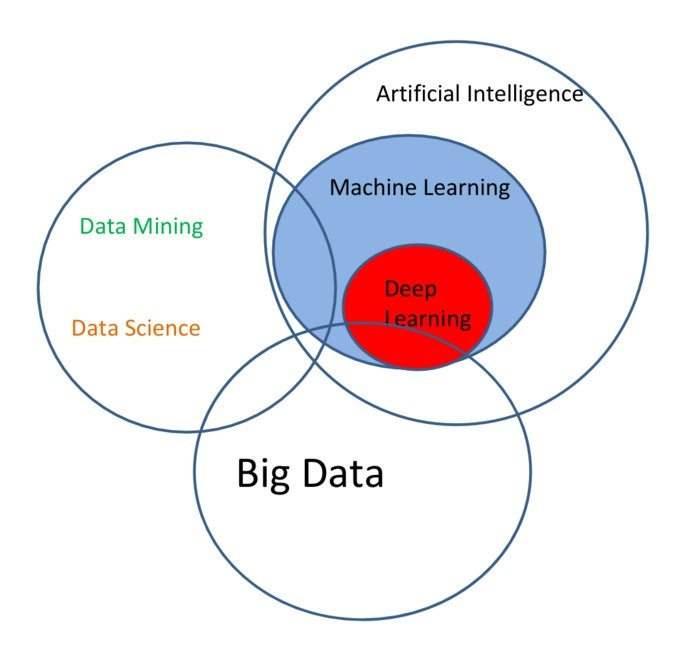 Artificial Intelligence
Machine Learning
Data Mining
Deep
Learning
Data Science
Big Data